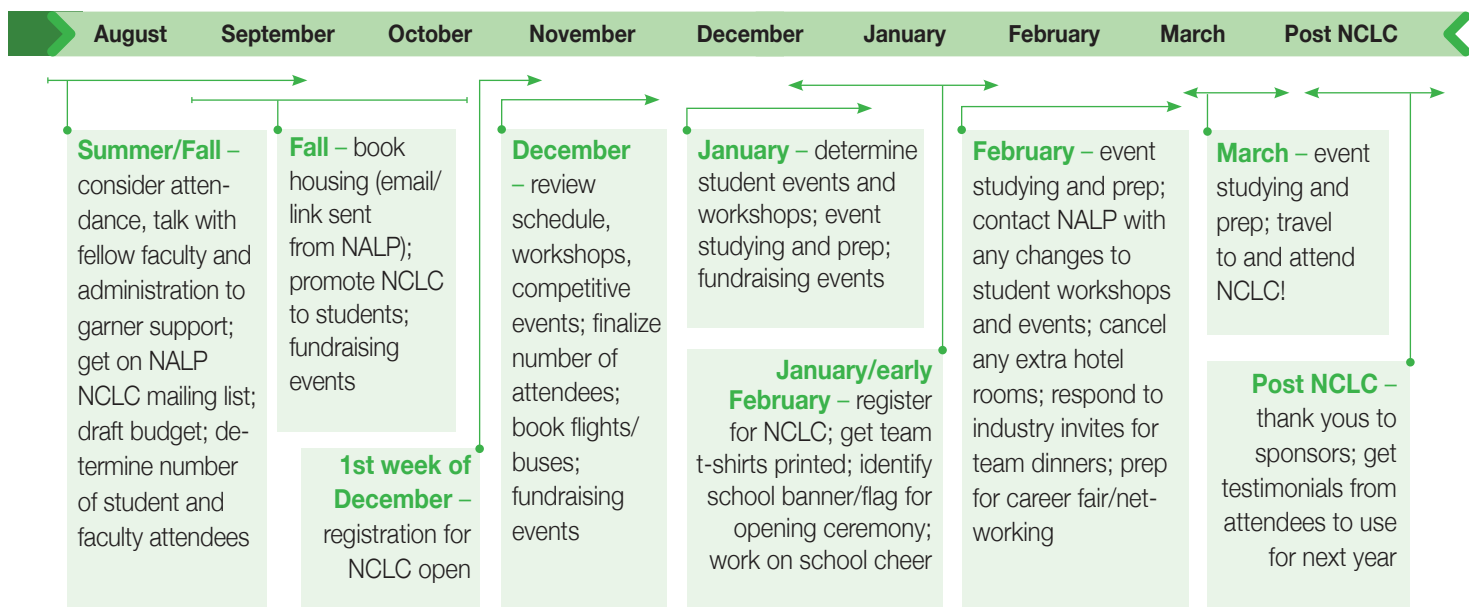 August September October November December January February March Post NCLC
Summer/Fall –
consider atten-
dance, talk with
fellow faculty and
administration to
garner support;
get on NALP
NCLC mailing list;
draft budget; de-
termine number
of student and
faculty attendees
Fall – book
housing (email/
link sent
from NALP);
promote NCLC
to students;
fundraising
events
1st week of
December –
registration for
NCLC open
December
– review
schedule,
workshops,
competitive
events; finalize
number of
attendees;
book flights/
buses;
fundraising
events
January – determine
student events and
workshops; event
studying and prep;
fundraising events
January/early
February – register
for NCLC; get team
t-shirts printed; identify
school banner/flag for
opening ceremony;
work on school cheer
February – event
studying and prep;
contact NALP with
any changes to
student workshops
and events; cancel
any extra hotel
rooms; respond to
industry invites for
team dinners; prep
for career fair/net-
working
March – event
studying and
prep; travel
to and attend
NCLC!
Post NCLC –
thank yous to
sponsors; get
testimonials from
attendees to use
for next year